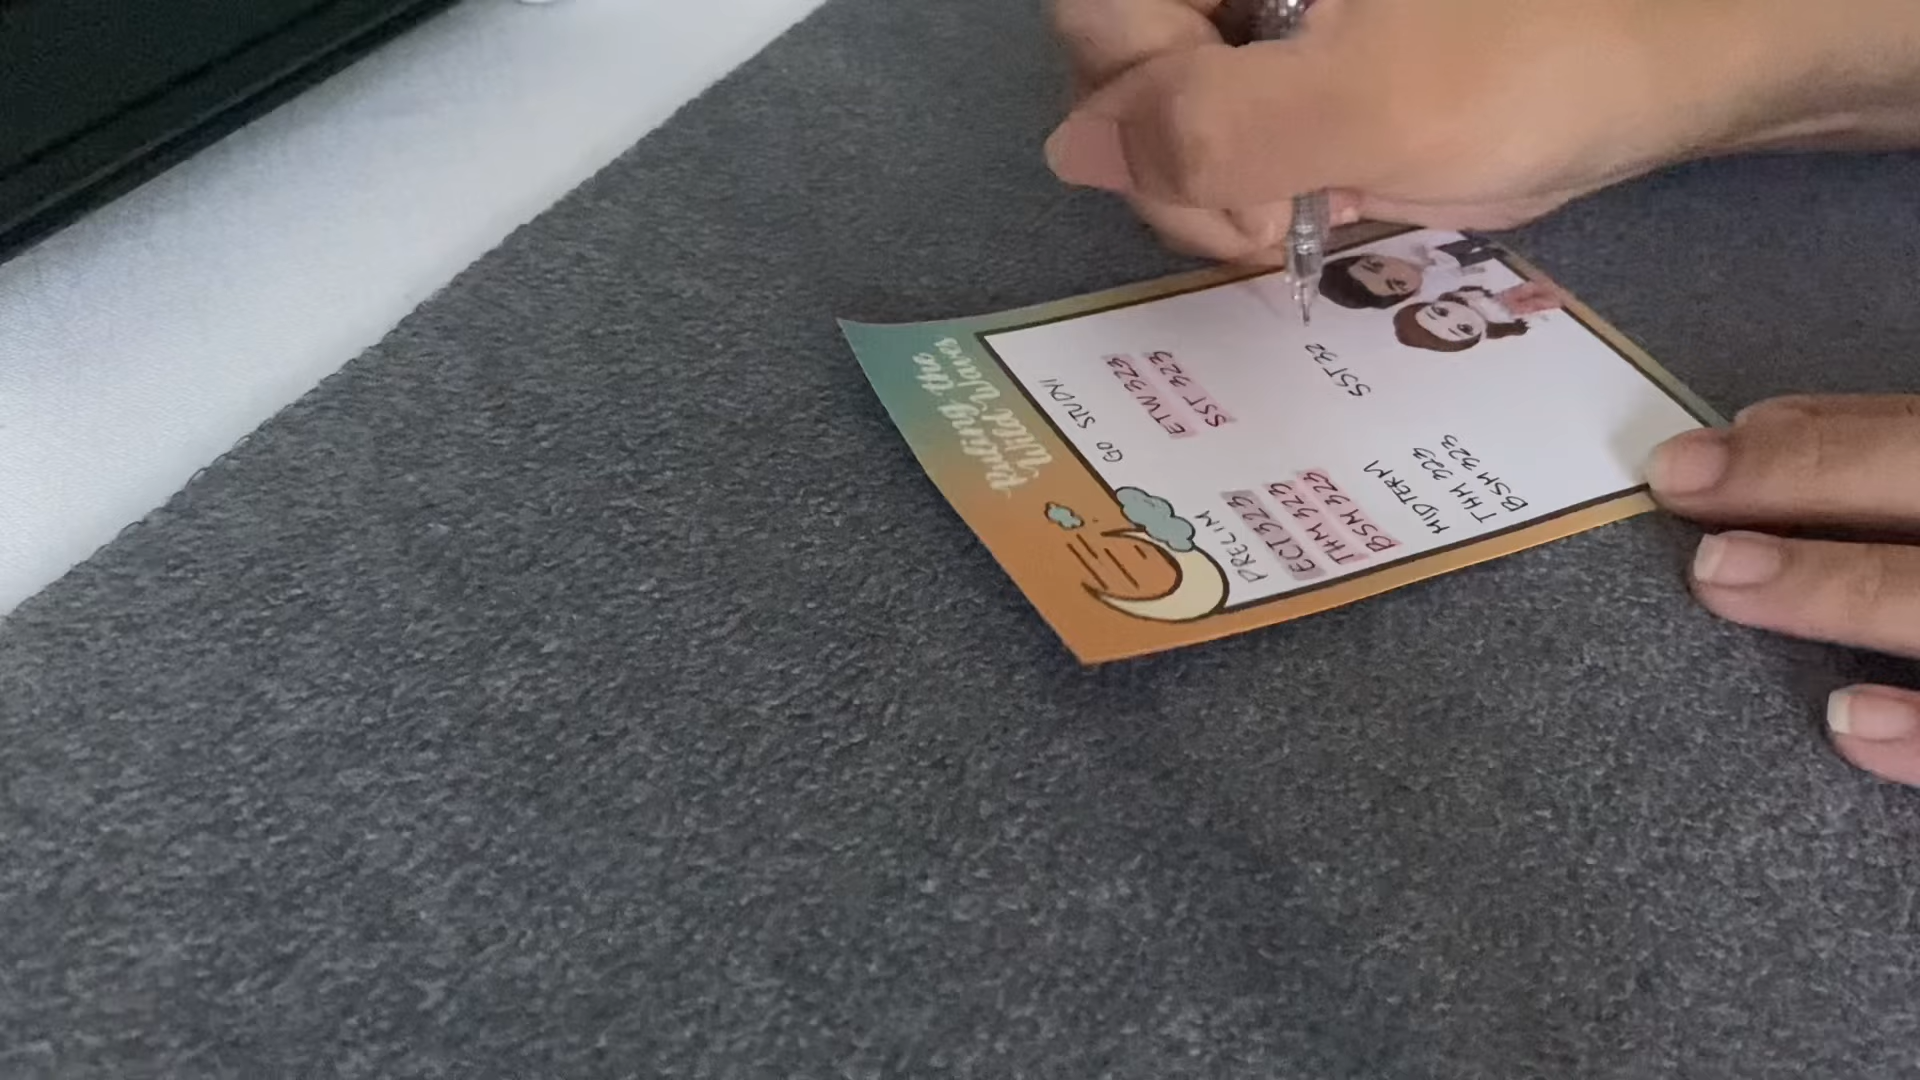 Ruling the
Wild Waves
GO STUDY!
PRELIM
ECT 323 ETW 323
THM 323 SST 323
BSM 323
MIDTERM
THM 323 SST 32
BSM 323